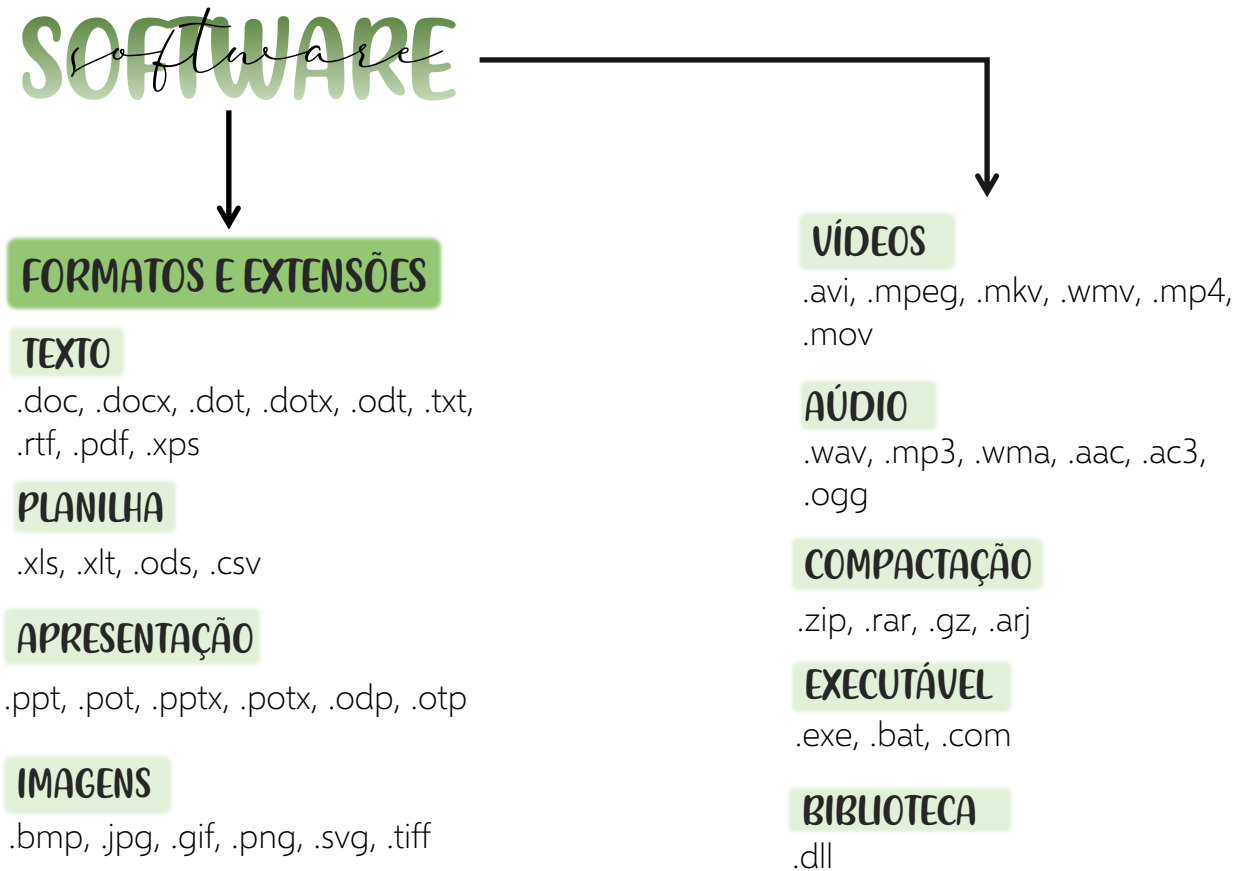 SOFTWARE
software
FORMATOS E EXTENSÕES
TEXTO
.doc, .docx, .dot, .dotx, .odt, .txt,
.rtf, .pdf, .xps
PLANILHA
.xls, .xlt, .ods, .csv
APRESENTAÇÃO
.ppt, .pot, .pptx, .potx, .odp, .otp
IMAGENS
.bmp, .jpg, .gif, .png, .svg, .tiff
VÍDEOS
.avi, .mpeg, .mkv, .wmv, .mp4,
.mov
AÚDIO
.wav, .mp3, .wma, .aac, .ac3,
.ogg
COMPACTAÇÃO
.zip, .rar, .gz, .arj
EXECUTÁVEL
.exe, .bat, .com
BIBLIOTECA
.dll